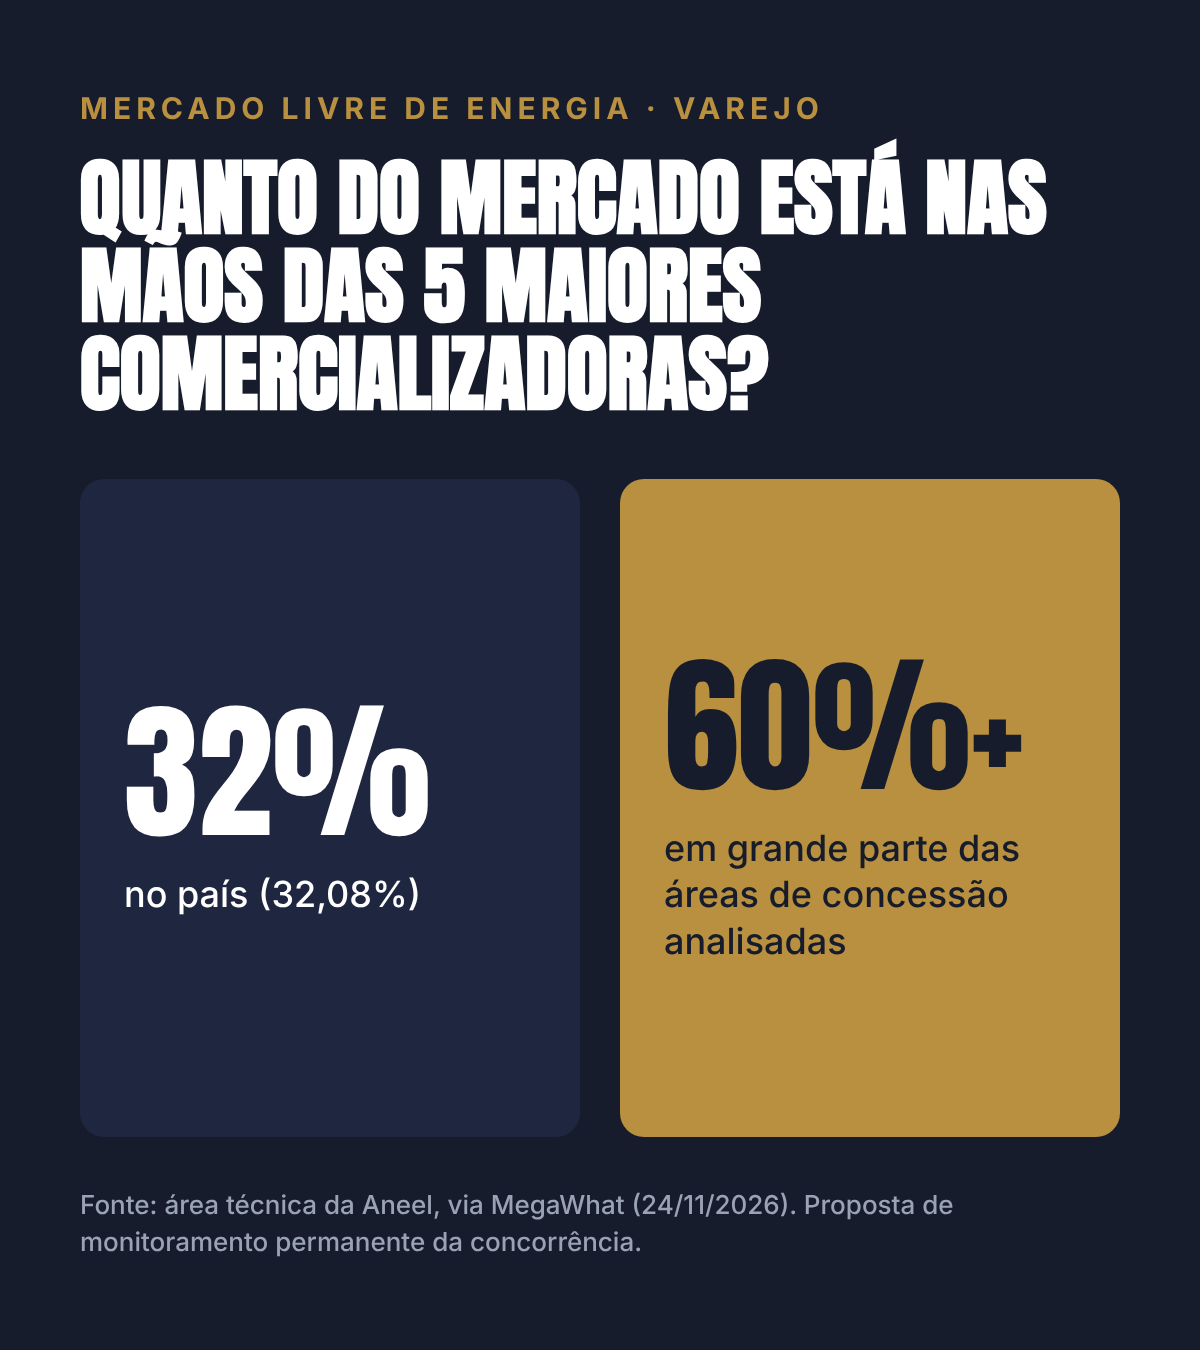 MERCADO LIVRE DE ENERGIA · VAREJO
QUANTO DO MERCADO ESTÁ NAS
MÃOS DAS 5 MAIORES
COMERCIALIZADORAS?
32%
no país (32,08%)
60%+
em grande parte das
áreas de concessão
analisadas
Fonte: área técnica da Aneel, via MegaWhat (24/11/2026). Proposta de
monitoramento permanente da concorrência.